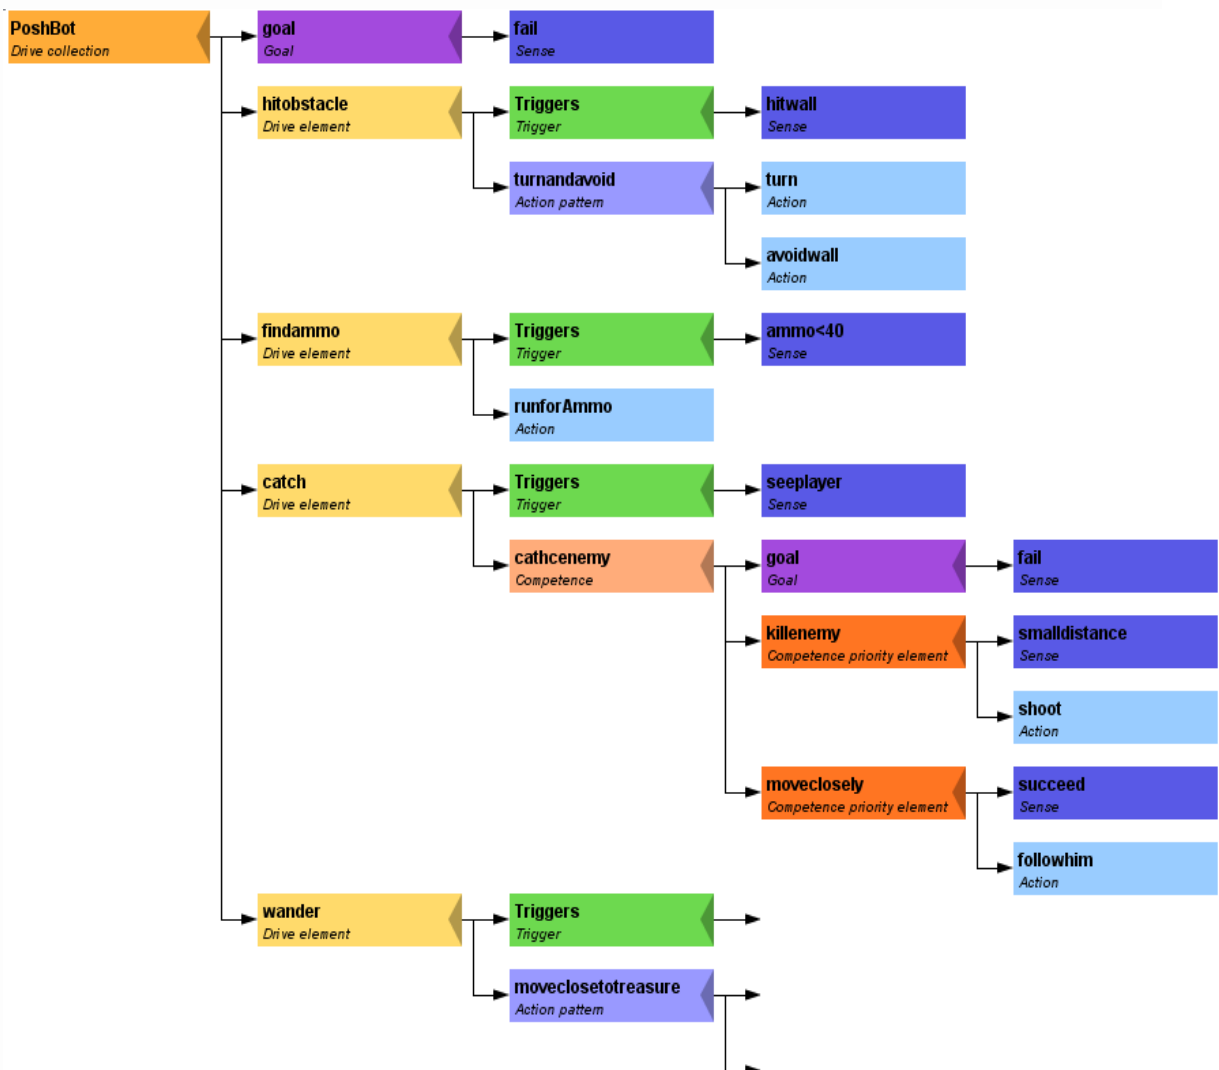 PoshBot
Drive collection
goal
Goal
fail
Sense
hitobstacle
Drive element
Triggers
Trigger
hitwall
Sense
turnandavoid
Action pattern
turn
Action
avoidwall
Action
findammo
Drive element
Triggers
Trigger
ammo<40
Sense
runforAmmo
Action
catch
Drive element
Triggers
Trigger
seeplayer
Sense
cathcenemy
Competence
goal
Goal
fail
Sense
killenemy
Competence priority element
smalldistance
Sense
shoot
Action
moveclosely
Competence priority element
succeed
Sense
followhim
Action
wander
Drive element
Triggers
Trigger
moveclosetotreasure
Action pattern